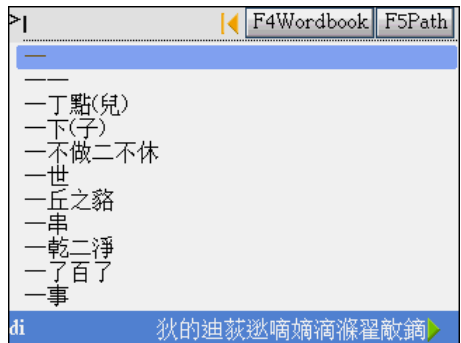 >| F4Wordbook F5Path
一
一一
一丁點(兒)
一下(子)
一不做二不休
一世
一丘之貉
一串
一乾二淨
一了百了
一事
di 狄的迪荻逖嘀嫡滴滌翟敵鏑